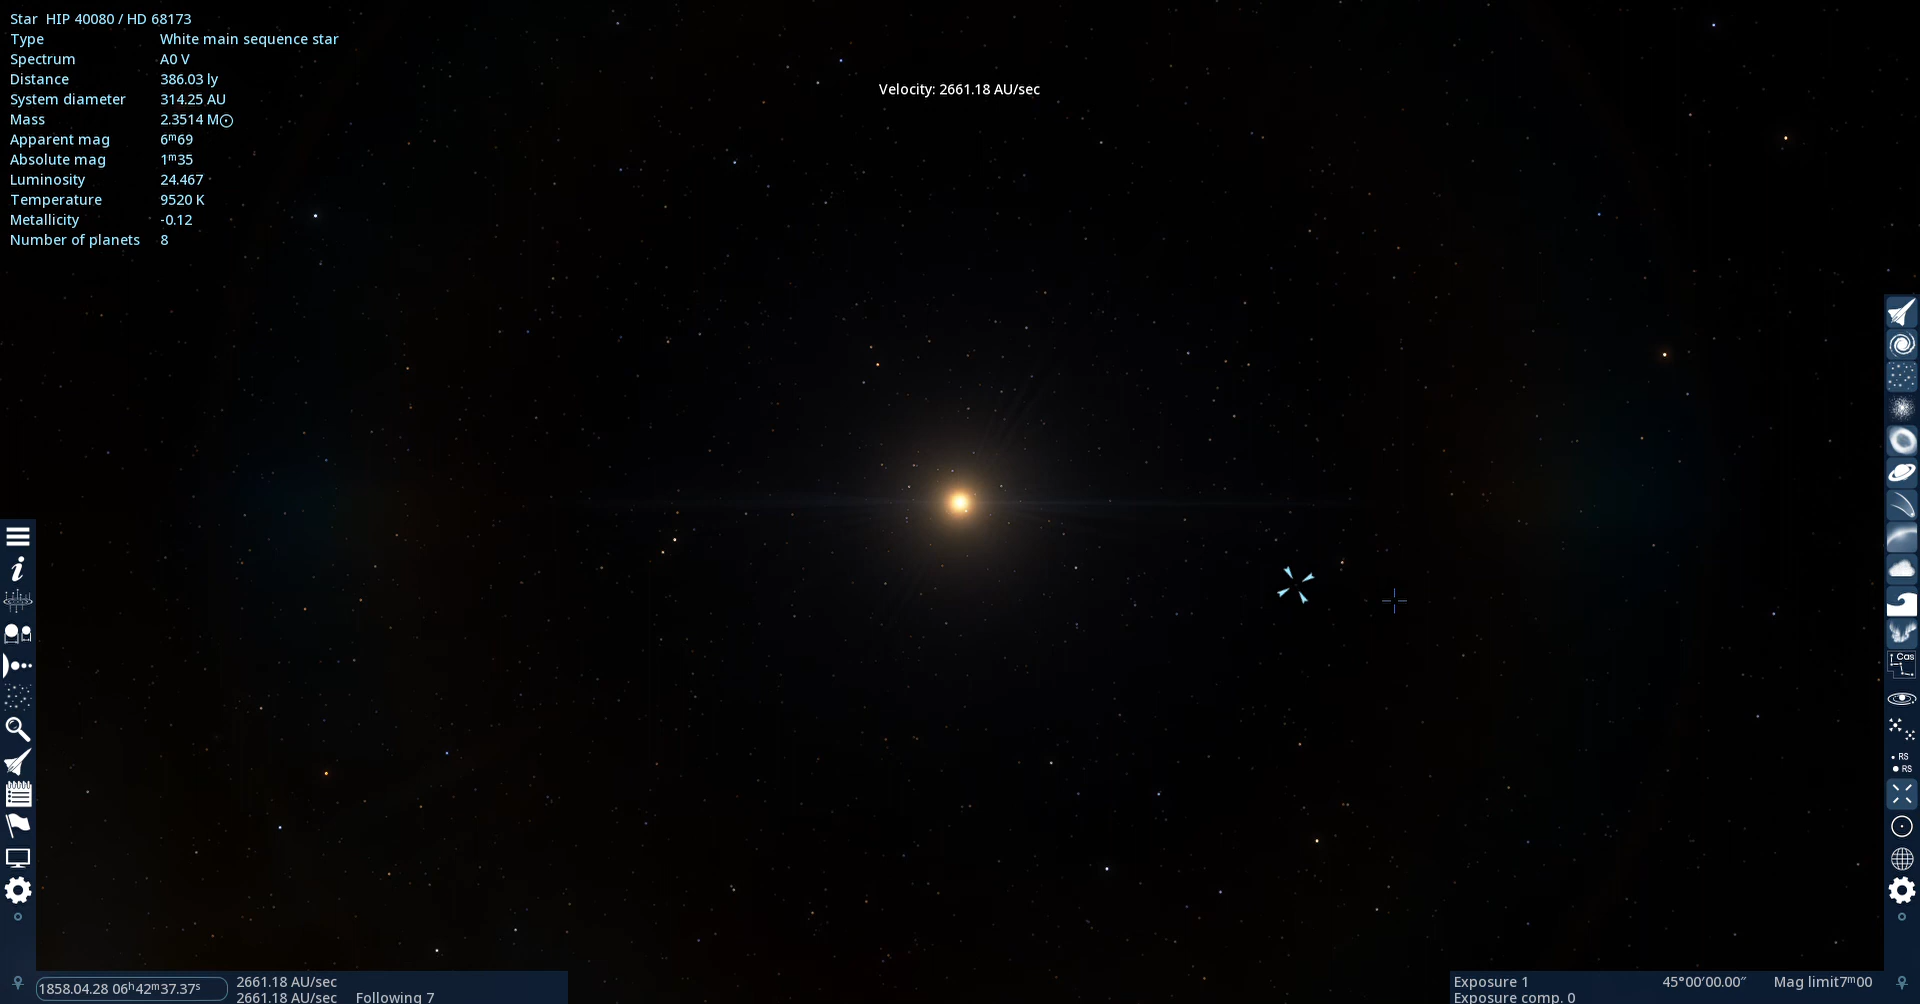 Star HIP 40080 / HD 68173
Type White main sequence star
Spectrum A0 V
Distance 386.03 ly
System diameter 314.25 AU
Mass 2.3514 M☉
Apparent mag 6ᵐ69
Absolute mag 1ᵐ35
Luminosity 24.467
Temperature 9520 K
Metallicity -0.12
Number of planets 8
Velocity: 2661.18 AU/sec
Cas
RS
RS
1858.04.28 06ʰ42ᵐ37.37ˢ
2661.18 AU/sec
2661.18 AU/sec Following 7
Exposure 1 45°00′00.00″ Mag limit7ᵐ00
Exposure comp. 0